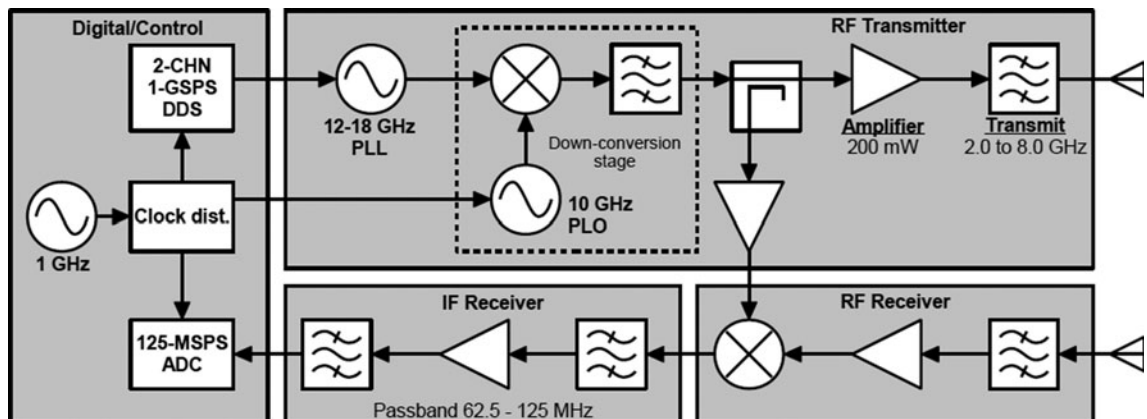 Digital/Control
2-CHN
1-GSPS
DDS
Clock dist.
1 GHz
125-MSPS
ADC
RF Transmitter
12-18 GHz
PLL
Down-conversion
stage
10 GHz
PLO
Amplifier
200 mW
Transmit
2.0 to 8.0 GHz
IF Receiver
Passband 62.5 - 125 MHz
RF Receiver